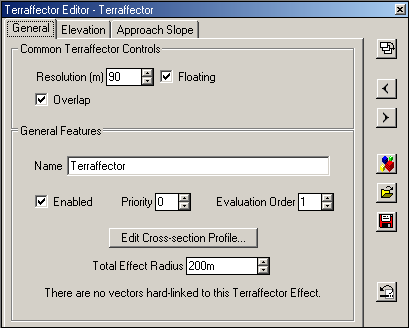 Terraffector Editor - Terraffector
General Elevation Approach Slope
Common Terraffector Controls
Resolution (m) 90 Floating
Overlap
General Features
Name Terraffector
Enabled Priority 0 Evaluation Order 1
Edit Cross-section Profile...
Total Effect Radius 200m
There are no vectors hard-linked to this Terraffector Effect.